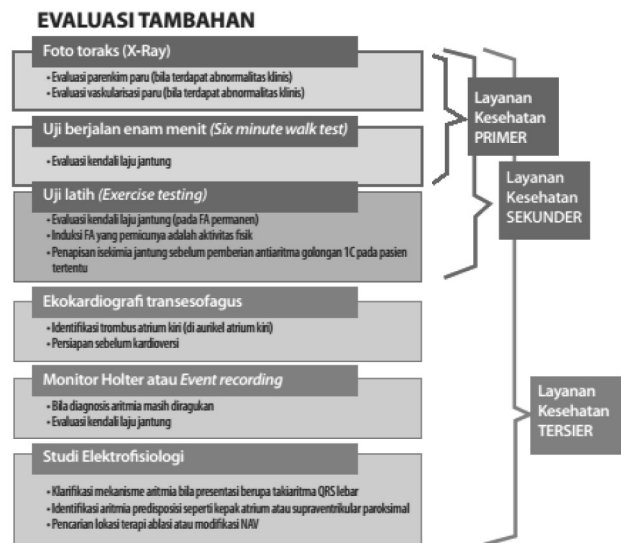 EVALUASI TAMBAHAN
Foto toraks (X-Ray)
• Evaluasi parenkim paru (bila terdapat abnormalitas klinis)
• Evaluasi vaskularisasi paru (bila terdapat abnormalitas klinis)
Uji berjalan enam menit (Six minute walk test)
• Evaluasi kendali laju jantung
Uji latih (Exercise testing)
• Evaluasi kendali laju jantung (pada FA permanen)
• Induksi FA yang pemicunya adalah aktivitas fisik
• Penapisan isekimia jantung sebelum pemberian antiaritma golongan 1C pada pasien
tertentu
Ekokardiografi transesofagus
• Identifikasi trombus atrium kiri (di aurikel atrium kiri)
• Persiapan sebelum kardioversi
Monitor Holter atau Event recording
• Bila diagnosis aritmia masih diragukan
• Evaluasi kendali laju jantung
Studi Elektrofisiologi
• Klarifikasi mekanisme aritmia bila presentasi berupa takiaritma QRS lebar
• Identifikasi aritmia predisposisi seperti kepak atrium atau supraventrikular paroksimal
• Pencarian lokasi terapi ablasi atau modifikasi NAV
Layanan
Kesehatan
PRIMER
Layanan
Kesehatan
SEKUNDER
Layanan
Kesehatan
TERSIER